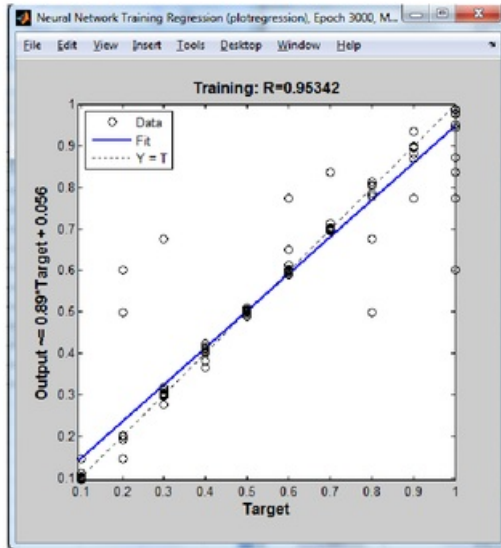 Neural Network Training Regression (plotregression), Epoch 3000, M...
File Edit View Insert Tools Desktop Window Help
Training: R=0.95342
Data
Fit
Y = T
Output ~= 0.89*Target + 0.056
1
0.9
0.8
0.7
0.6
0.5
0.4
0.3
0.2
0.1
0.1 0.2 0.3 0.4 0.5 0.6 0.7 0.8 0.9 1
Target